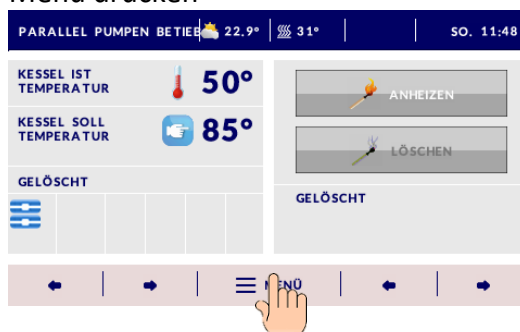 Menü drücken
PARALLEL PUMPEN BETIEB 22.9° 31° SO. 11:48
KESSEL IST
TEMPERATUR 50°
KESSEL SOLL
TEMPERATUR 85°
GELÖSCHT
ANHEIZEN
LÖSCHEN
GELÖSCHT
MENÜ